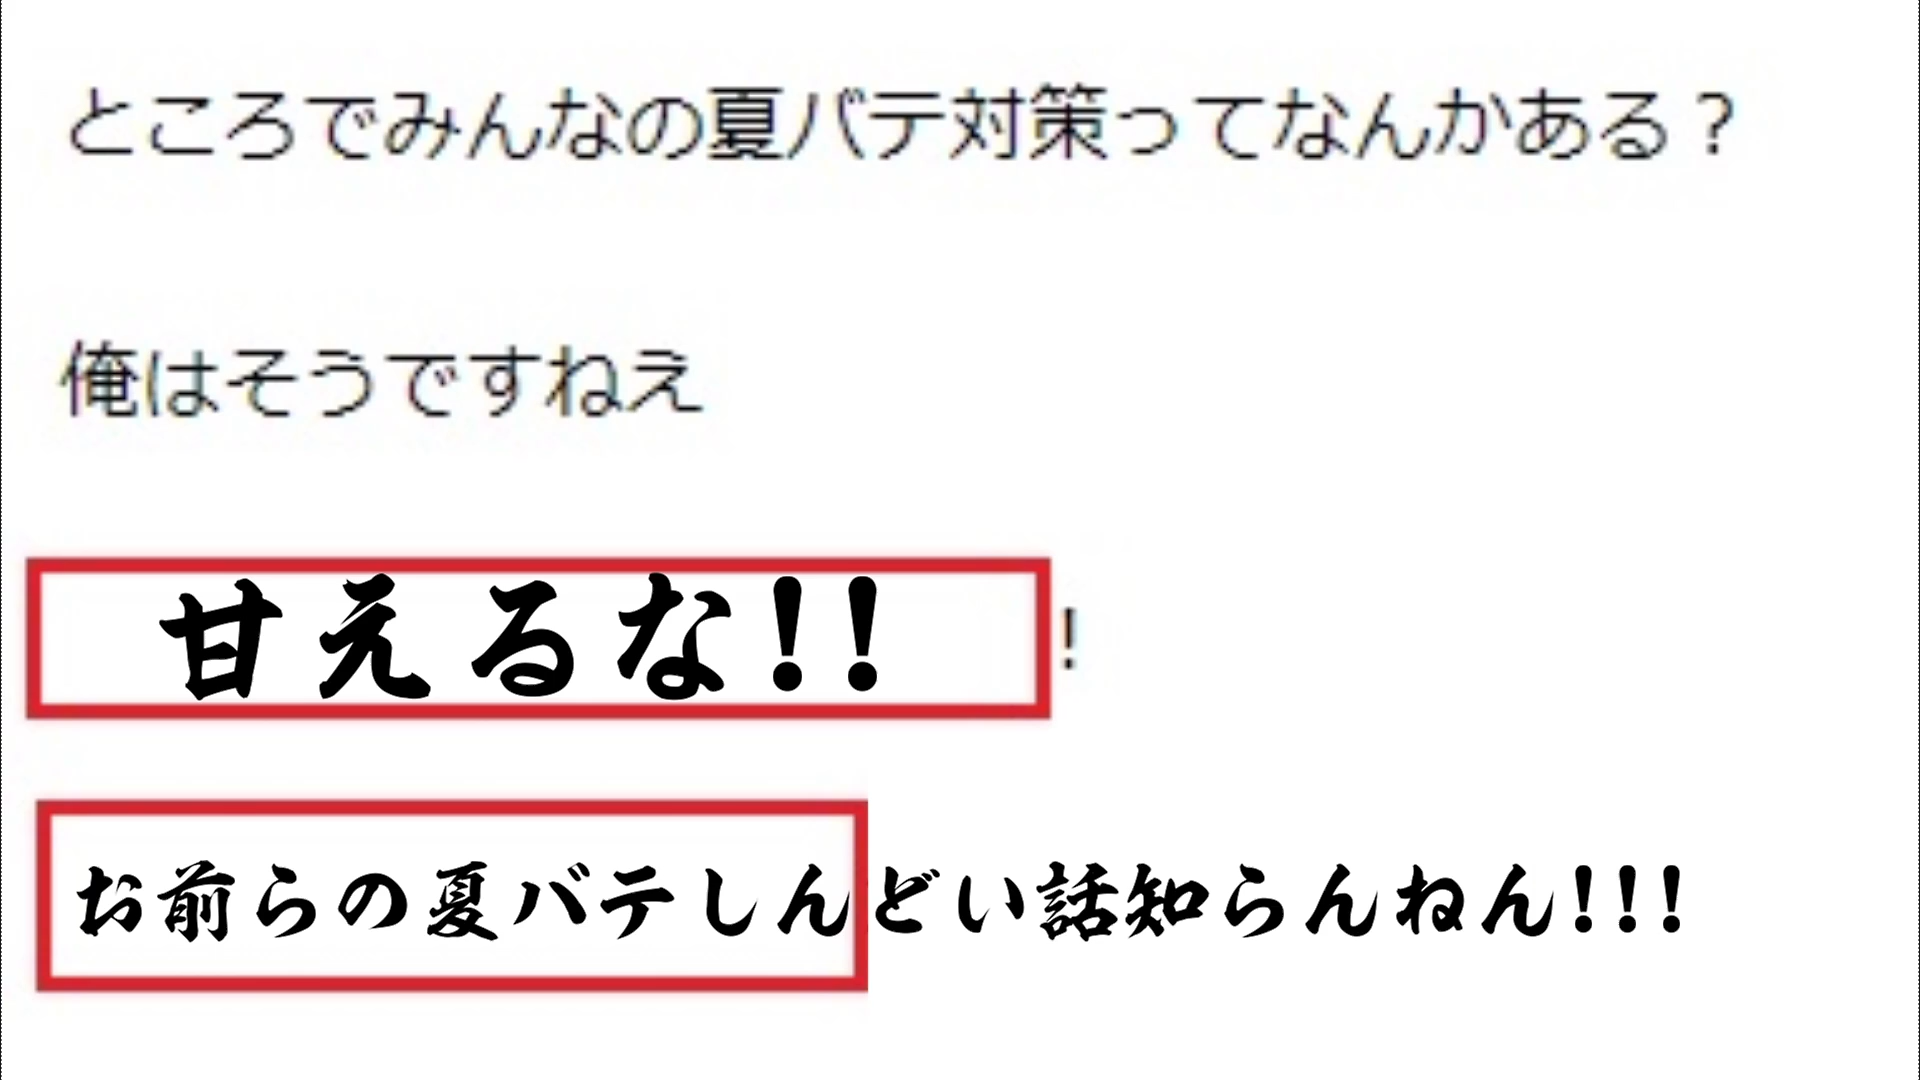 ところでみんなの夏バテ対策ってなんかある？
俺はそうですねえ
甘えるな!!!
お前らの夏バテしんどい話知らんねん!!!